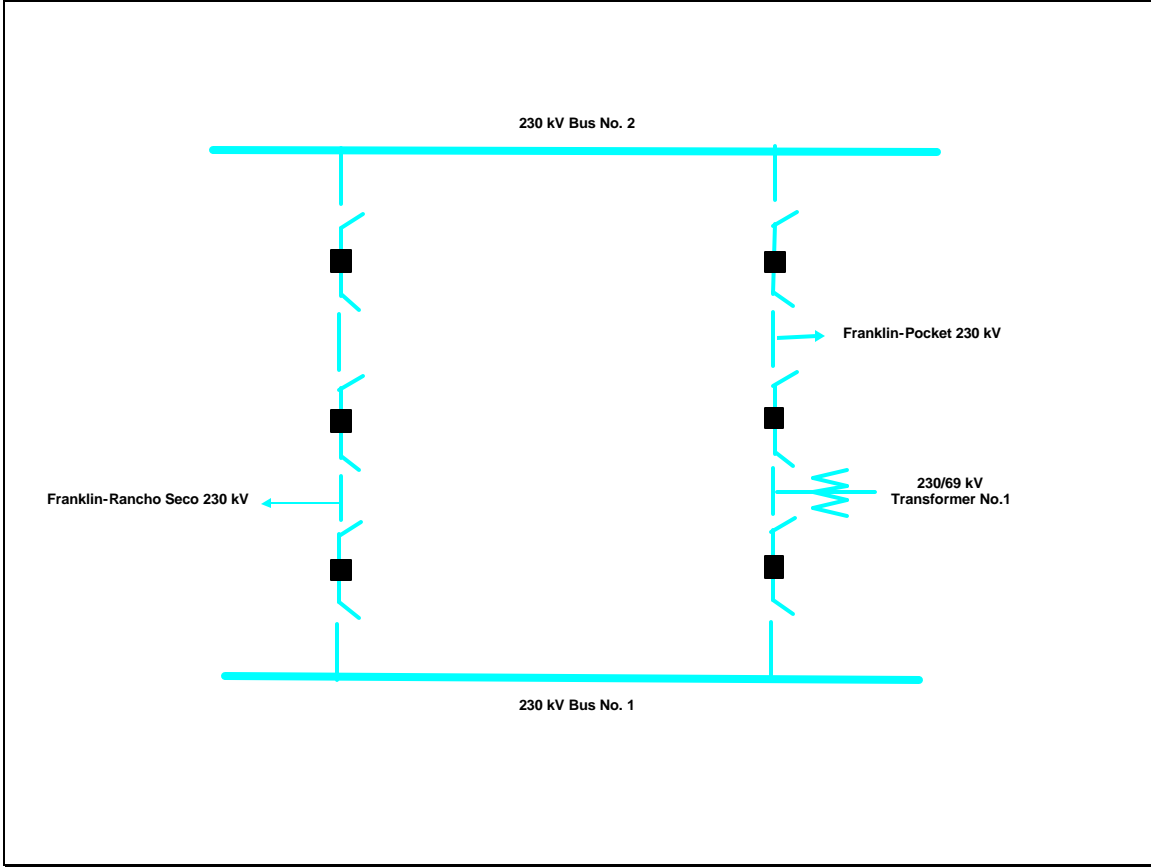 230 kV Bus No. 2
Franklin-Pocket 230 kV
230/69 kV
Transformer No.1
Franklin-Rancho Seco 230 kV
230 kV Bus No. 1